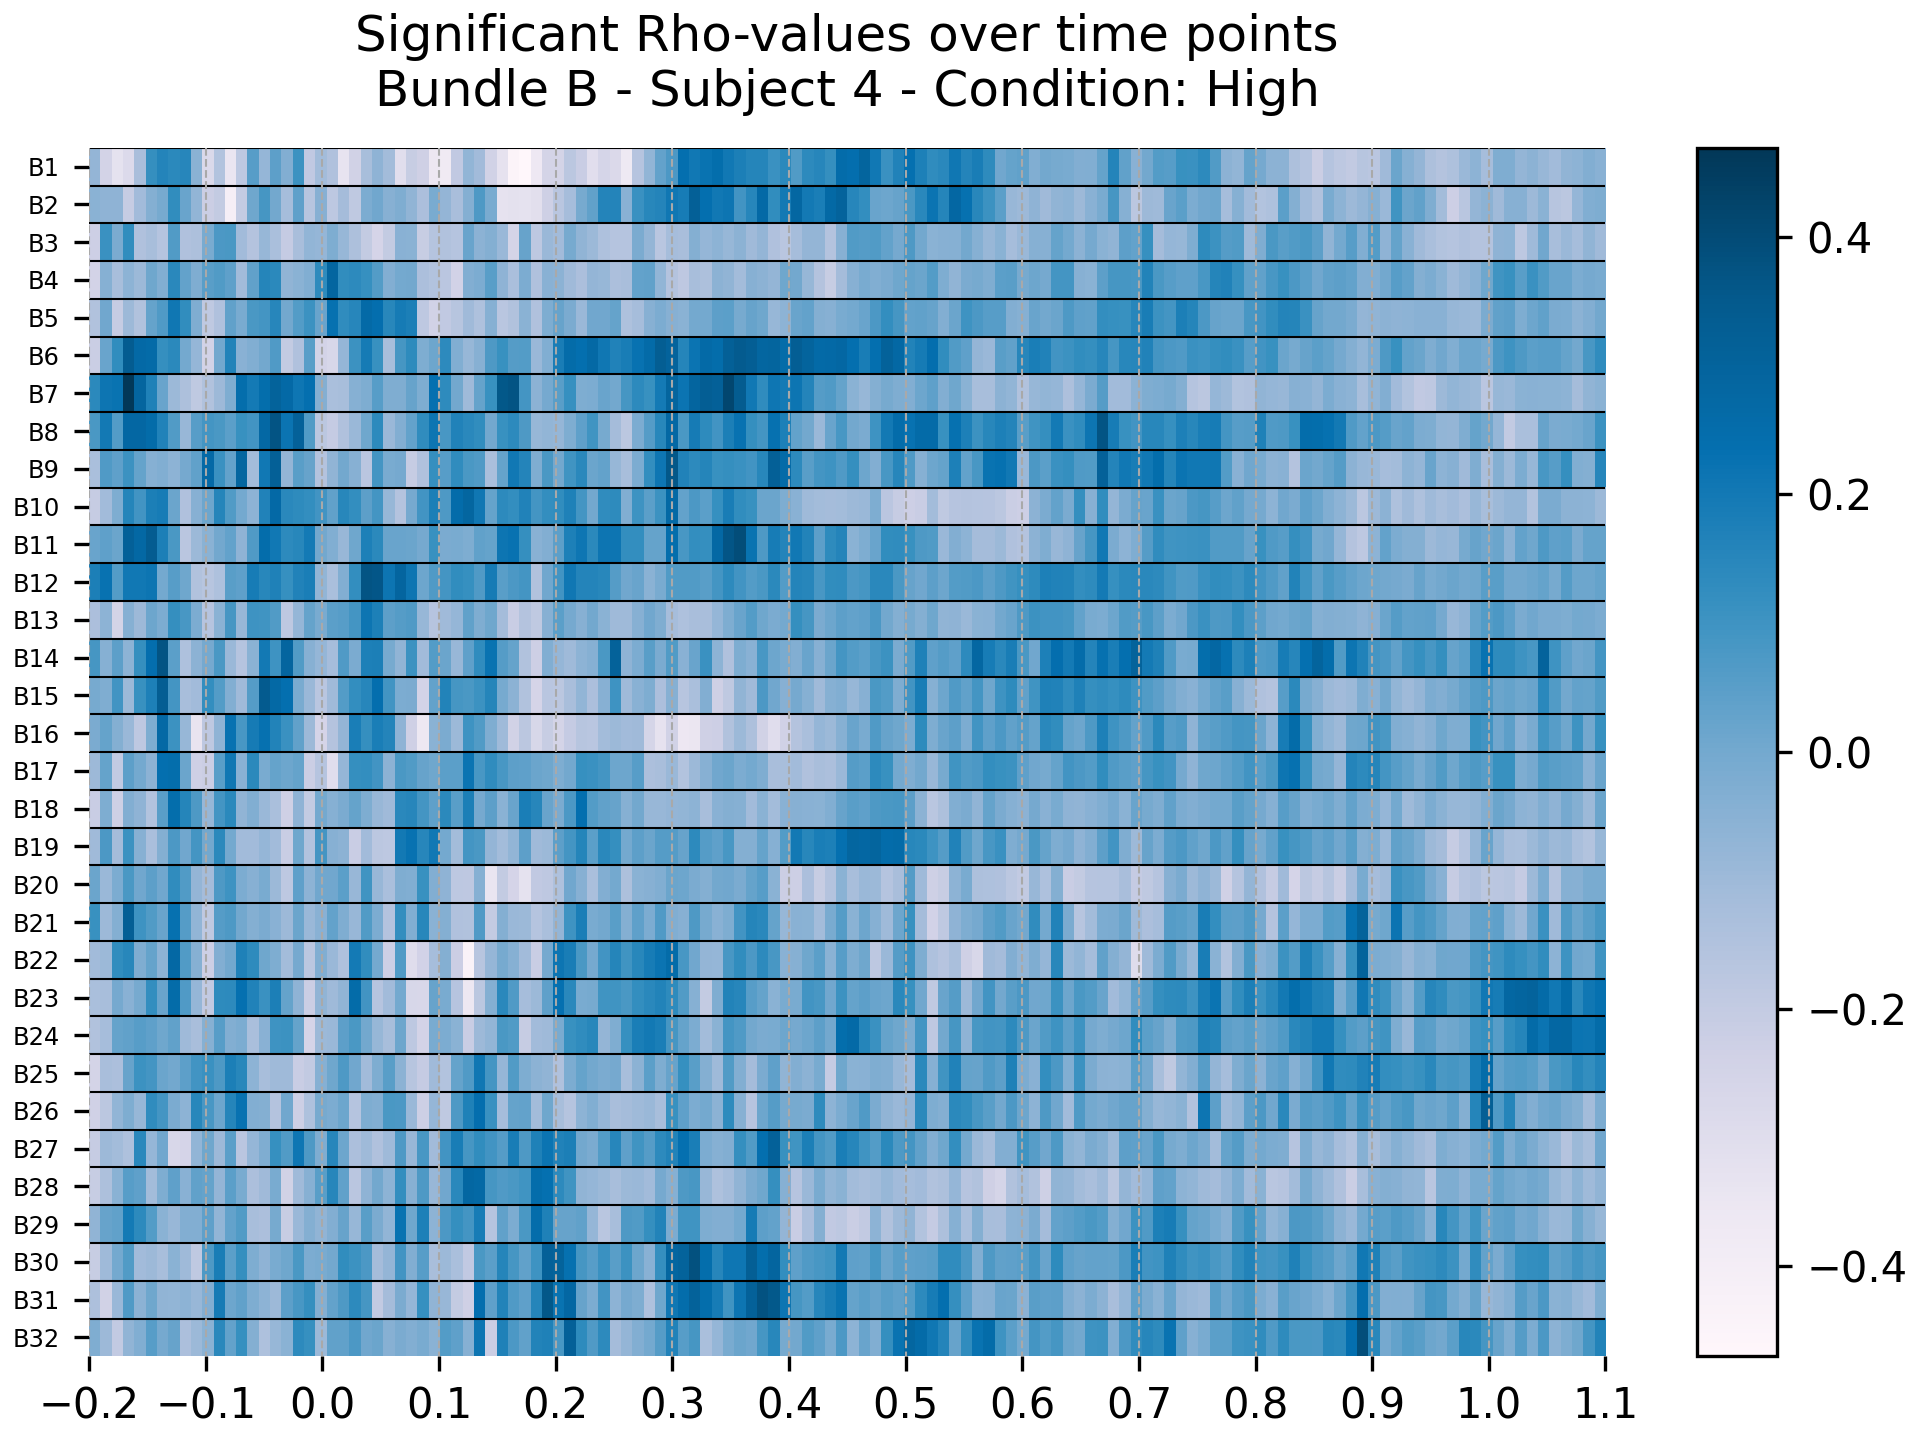 Significant Rho-values over time points
Bundle B - Subject 4 - Condition: High
B1
B2
B3
B4
B5
B6
B7
B8
B9
B10
B11
B12
B13
B14
B15
B16
B17
B18
B19
B20
B21
B22
B23
B24
B25
B26
B27
B28
B29
B30
B31
B32
−0.2 −0.1 0.0 0.1 0.2 0.3 0.4 0.5 0.6 0.7 0.8 0.9 1.0 1.1
0.4
0.2
0.0
−0.2
−0.4